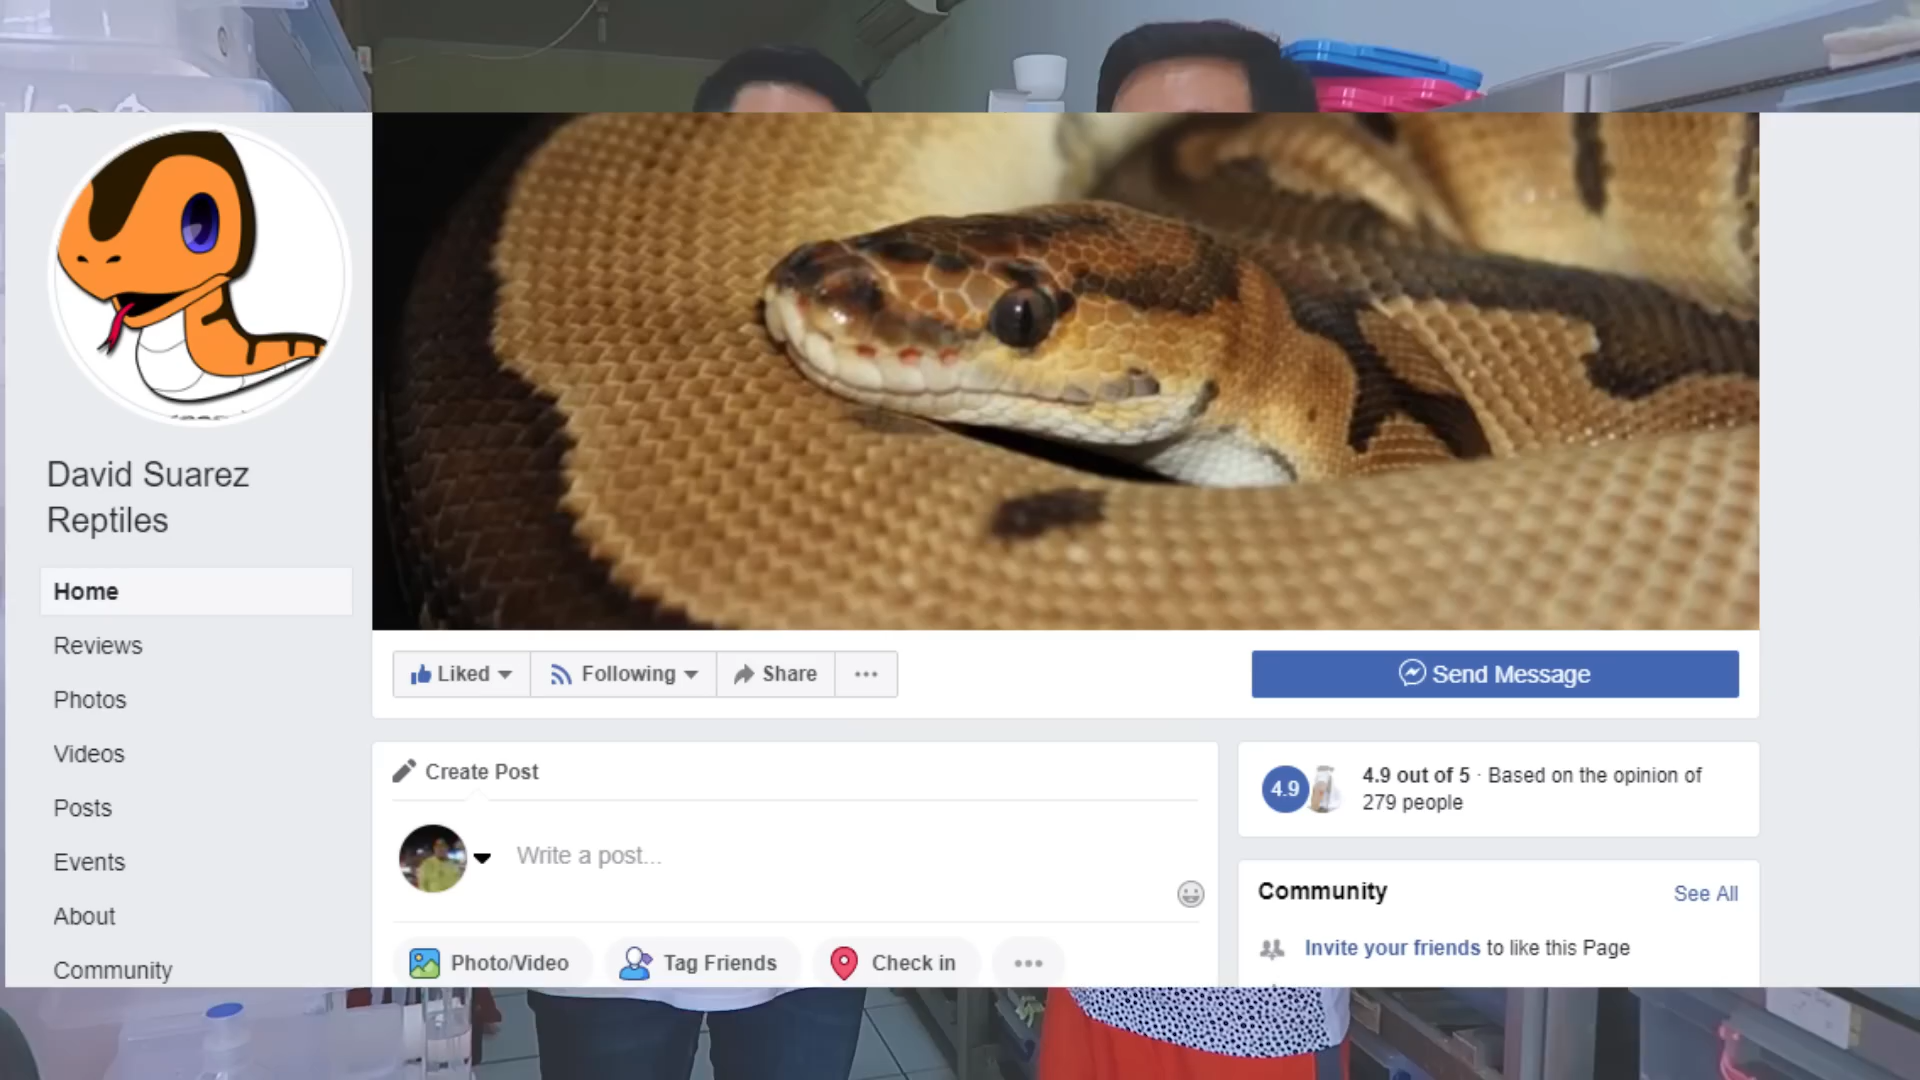 David Suarez
Reptiles
Home
Reviews
Photos
Videos
Posts
Events
About
Community
Liked
Following
Share
Send Message
Create Post
Write a post...
Photo/Video
Tag Friends
Check in
4.9
4.9 out of 5 · Based on the opinion of
279 people
Community
See All
Invite your friends to like this Page